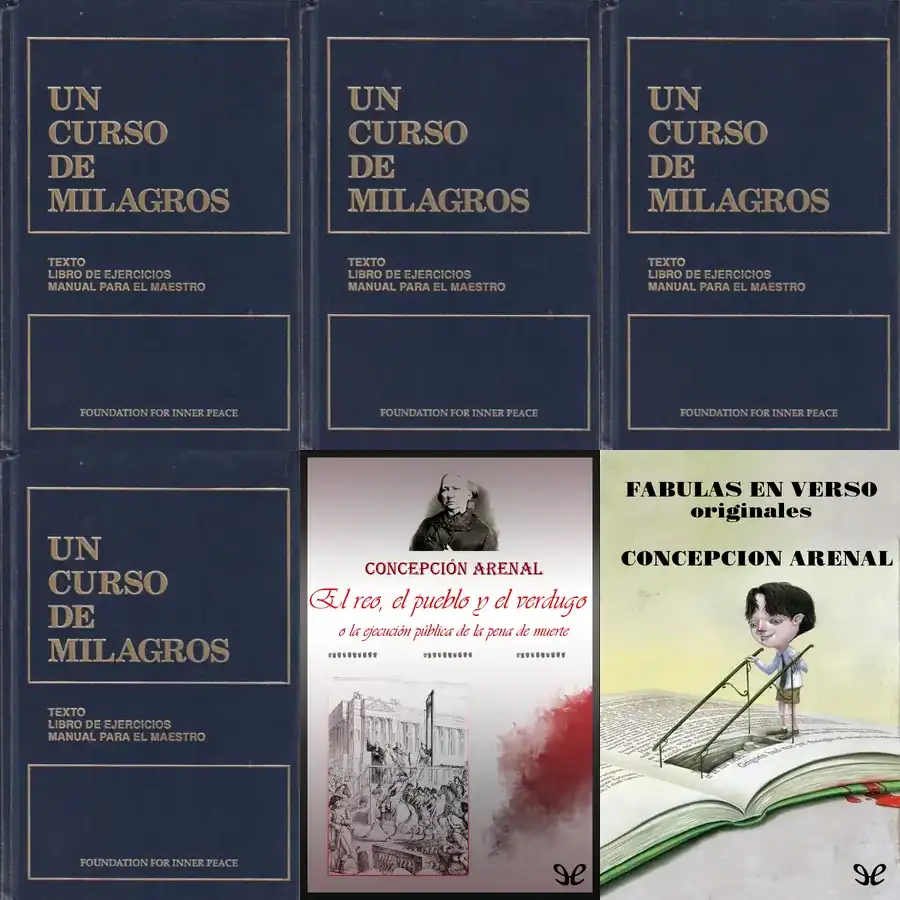 UN
CURSO
DE
MILAGROS
TEXTO
LIBRO DE EJERCICIOS
MANUAL PARA EL MAESTRO
FOUNDATION FOR INNER PEACE
UN
CURSO
DE
MILAGROS
TEXTO
LIBRO DE EJERCICIOS
MANUAL PARA EL MAESTRO
FOUNDATION FOR INNER PEACE
UN
CURSO
DE
MILAGROS
TEXTO
LIBRO DE EJERCICIOS
MANUAL PARA EL MAESTRO
FOUNDATION FOR INNER PEACE
UN
CURSO
DE
MILAGROS
TEXTO
LIBRO DE EJERCICIOS
MANUAL PARA EL MAESTRO
FOUNDATION FOR INNER PEACE
CONCEPCIÓN ARENAL
El reo, el pueblo y el verdugo
o la ejecución pública de la pena de muerte
FABULAS EN VERSO
originales
CONCEPCION ARENAL